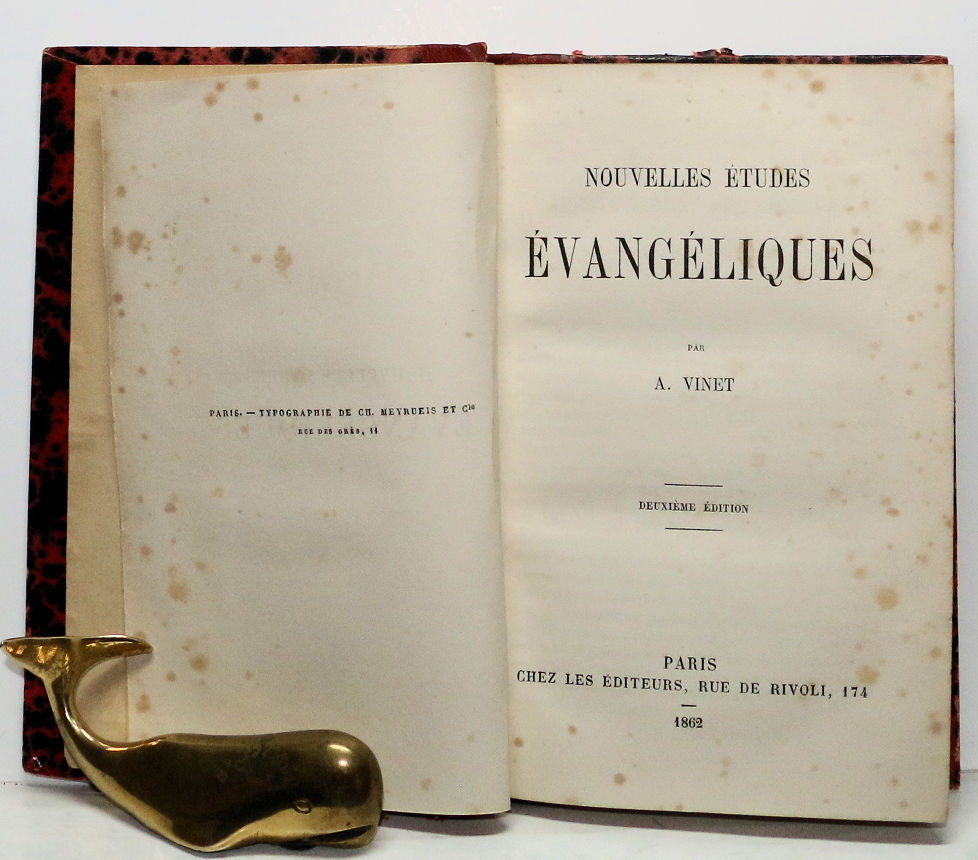 PARIS. — TYPOGRAPHIE DE CH. MEYRUEIS ET Cie
RUE DES GRÈS, 11
NOUVELLES ÉTUDES
ÉVANGÉLIQUES
PAR
A. VINET
DEUXIÈME ÉDITION
PARIS
CHEZ LES ÉDITEURS, RUE DE RIVOLI, 174
1862